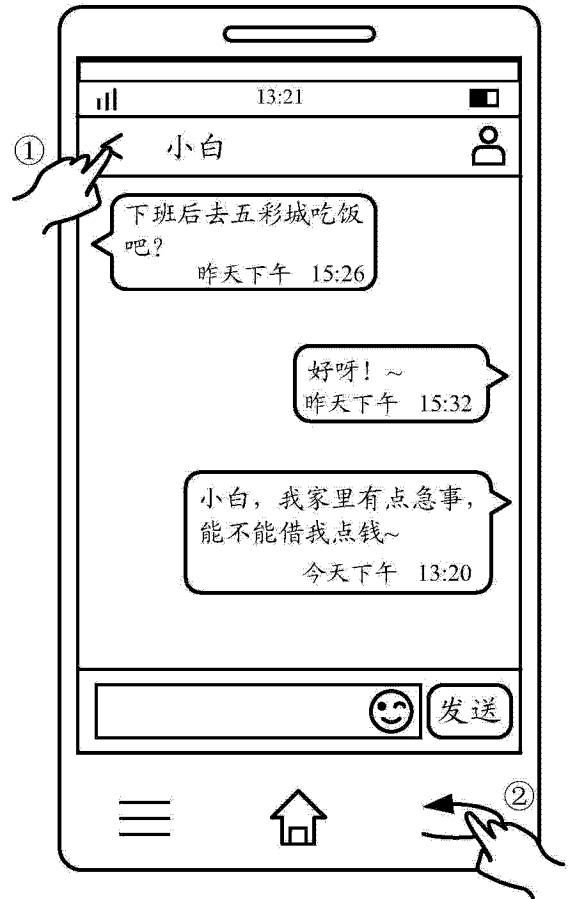 13:21
①
小白
下班后去五彩城吃饭
吧?
昨天下午 15:26
好呀! ~
昨天下午 15:32
小白, 我家里有点急事,
能不能借我点钱~
今天下午 13:20
发送
②